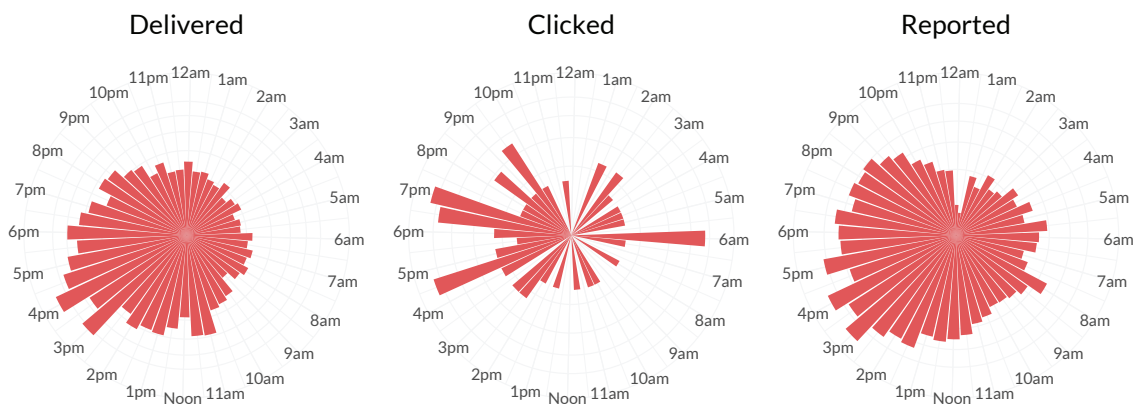 Delivered
12am
1am
2am
3am
4am
5am
6am
7am
8am
9am
10am
11am
Noon
1pm
2pm
3pm
4pm
5pm
6pm
7pm
8pm
9pm
10pm
11pm
Clicked
12am
1am
2am
3am
4am
5am
6am
7am
8am
9am
10am
11am
Noon
1pm
2pm
3pm
4pm
5pm
6pm
7pm
8pm
9pm
10pm
11pm
Reported
12am
1am
2am
3am
4am
5am
6am
7am
8am
9am
10am
11am
Noon
1pm
2pm
3pm
4pm
5pm
6pm
7pm
8pm
9pm
10pm
11pm